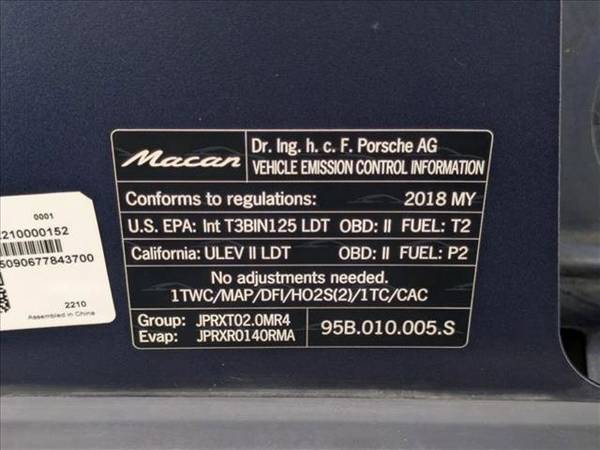 Macan
Dr. Ing. h. c. F. Porsche AG
VEHICLE EMISSION CONTROL INFORMATION
Conforms to regulations: 2018 MY
U.S. EPA: Int T3BIN125 LDT OBD: II FUEL: T2
California: ULEV II LDT OBD: II FUEL: P2
No adjustments needed.
1TWC/MAP/DFI/HO2S(2)/1TC/CAC
Group: JPRXT02.0MR4
Evap: JPRXR0140RMA
95B.010.005.S
0001
210000152
5090677843700
2210
Assembled in China